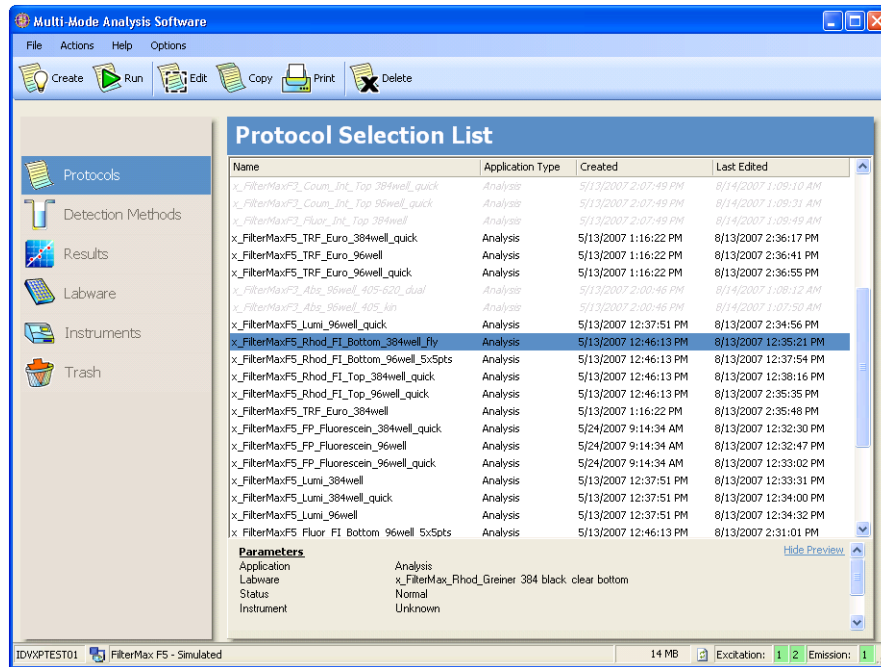 Multi-Mode Analysis Software
File Actions Help Options
Create Run Edit Copy Print Delete
Protocol Selection List
Protocols
Detection Methods
Results
Labware
Instruments
Trash
Name Application Type Created Last Edited
x_FilterMaxF3_Coum_Int_Top 384well_quick Analysis 5/13/2007 2:07:49 PM 8/14/2007 1:09:10 AM
x_FilterMaxF3_Coum_Int_Top 96well_quick Analysis 5/13/2007 2:07:49 PM 8/14/2007 1:09:31 AM
x_FilterMaxF3_Fluor_Int_Top 384well Analysis 5/13/2007 2:07:49 PM 8/14/2007 1:09:49 AM
x_FilterMaxF5_TRF_Euro_384well_quick Analysis 5/13/2007 1:16:22 PM 8/13/2007 2:36:17 PM
x_FilterMaxF5_TRF_Euro_96well Analysis 5/13/2007 1:16:22 PM 8/13/2007 2:36:41 PM
x_FilterMaxF5_TRF_Euro_96well_quick Analysis 5/13/2007 1:16:22 PM 8/13/2007 2:36:55 PM
x_FilterMaxF3_Abs_96well_405-620_dual Analysis 5/13/2007 2:00:46 PM 8/14/2007 1:08:12 AM
x_FilterMaxF3_Abs_96well_405_kin Analysis 5/13/2007 2:00:46 PM 8/14/2007 1:07:50 AM
x_FilterMaxF5_Lumi_96well_quick Analysis 5/13/2007 12:37:51 PM 8/13/2007 2:34:56 PM
x_FilterMaxF5_Rhod_FI_Bottom_384well_fly Analysis 5/13/2007 12:46:13 PM 8/13/2007 12:35:21 PM
x_FilterMaxF5_Rhod_FI_Bottom_96well_5x5pts Analysis 5/13/2007 12:46:13 PM 8/13/2007 12:37:54 PM
x_FilterMaxF5_Rhod_FI_Top_384well_quick Analysis 5/13/2007 12:46:13 PM 8/13/2007 12:38:16 PM
x_FilterMaxF5_Rhod_FI_Top_96well_quick Analysis 5/13/2007 12:46:13 PM 8/13/2007 2:35:35 PM
x_FilterMaxF5_TRF_Euro_384well Analysis 5/13/2007 1:16:22 PM 8/13/2007 2:35:48 PM
x_FilterMaxF5_FP_Fluorescein_384well_quick Analysis 5/24/2007 9:14:34 AM 8/13/2007 12:32:30 PM
x_FilterMaxF5_FP_Fluorescein_96well Analysis 5/24/2007 9:14:34 AM 8/13/2007 12:32:47 PM
x_FilterMaxF5_FP_Fluorescein_96well_quick Analysis 5/24/2007 9:14:34 AM 8/13/2007 12:33:02 PM
x_FilterMaxF5_Lumi_384well Analysis 5/13/2007 12:37:51 PM 8/13/2007 12:33:31 PM
x_FilterMaxF5_Lumi_384well_quick Analysis 5/13/2007 12:37:51 PM 8/13/2007 12:34:00 PM
x_FilterMaxF5_Lumi_96well Analysis 5/13/2007 12:37:51 PM 8/13/2007 12:34:32 PM
x_FilterMaxF5_Fluor_FI_Bottom_96well_5x5pts Analysis 5/13/2007 12:46:13 PM 8/13/2007 2:31:01 PM
Parameters Hide Preview
Application Analysis
Labware x_FilterMax_Rhod_Greiner 384 black clear bottom
Status Normal
Instrument Unknown
IDVXPTEST01 FilterMax F5 - Simulated 14 MB Excitation: 1 2 Emission: 1